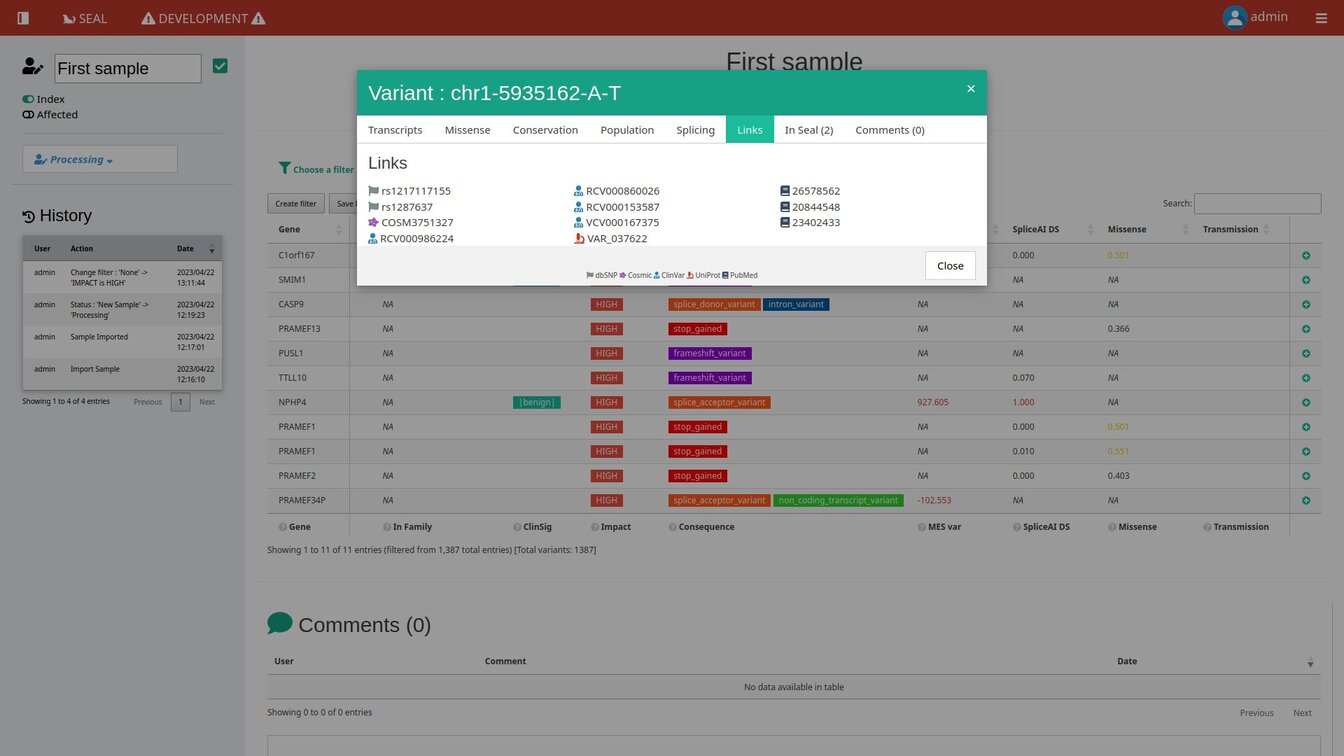 SEAL
DEVELOPMENT
admin
First sample
Index
Affected
Processing
History
User Action Date
admin Change filter : 'None' -> 'IMPACT is HIGH' 2023/04/22 13:11:44
admin Status : 'New Sample' -> 'Processing' 2023/04/22 12:19:23
admin Sample Imported 2023/04/22 12:17:01
admin Import Sample 2023/04/22 12:16:10
Showing 1 to 4 of 4 entries Previous 1 Next
First sample
Variant : chr1-5935162-A-T ×
Transcripts Missense Conservation Population Splicing Links In Seal (2) Comments (0)
Links
rs1217117155 RCV000860026 26578562
rs1287637 RCV000153587 20844548
COSM3751327 VCV000167375 23402433
RCV000986224 VAR_037622
dbSNP Cosmic ClinVar UniProt PubMed
Close
Choose a filter
Create filter Save
Search:
Gene SpliceAI DS Missense Transmission
C1orf167 0.000 0.501
SMIM1 NA NA
CASP9 NA HIGH splice_donor_variant intron_variant NA NA NA
PRAMEF13 NA HIGH stop_gained NA NA 0.366
PUSL1 NA HIGH frameshift_variant NA NA NA
TTLL10 NA HIGH frameshift_variant NA 0.070 NA
NPHP4 NA |benign| HIGH splice_acceptor_variant 927.605 1.000 NA
PRAMEF1 NA HIGH stop_gained NA 0.000 0.501
PRAMEF1 NA HIGH stop_gained NA 0.010 0.551
PRAMEF2 NA HIGH stop_gained NA NA 0.403
PRAMEF34P NA HIGH splice_acceptor_variant non_coding_transcript_variant -102.553 NA NA
Gene In Family ClinSig Impact Consequence MES var SpliceAI DS Missense Transmission
Showing 1 to 11 of 11 entries (filtered from 1,387 total entries) [Total variants: 1387]
Comments (0)
User Comment Date
No data available in table
Showing 0 to 0 of 0 entries Previous Next